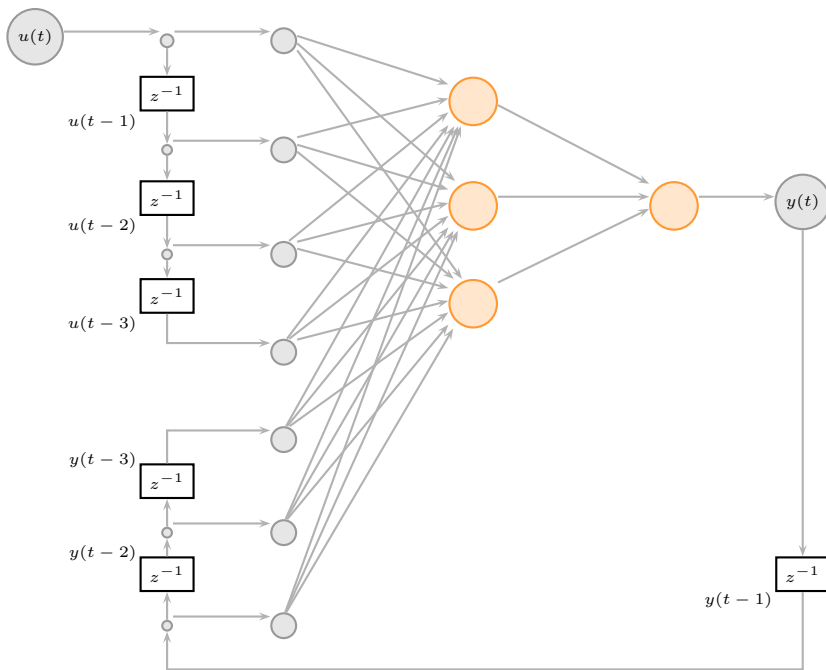 u(t)
z⁻¹
u(t − 1)
z⁻¹
u(t − 2)
y(t)
z⁻¹
u(t − 3)
y(t − 3)
z⁻¹
y(t − 2)
z⁻¹
z⁻¹
y(t − 1)